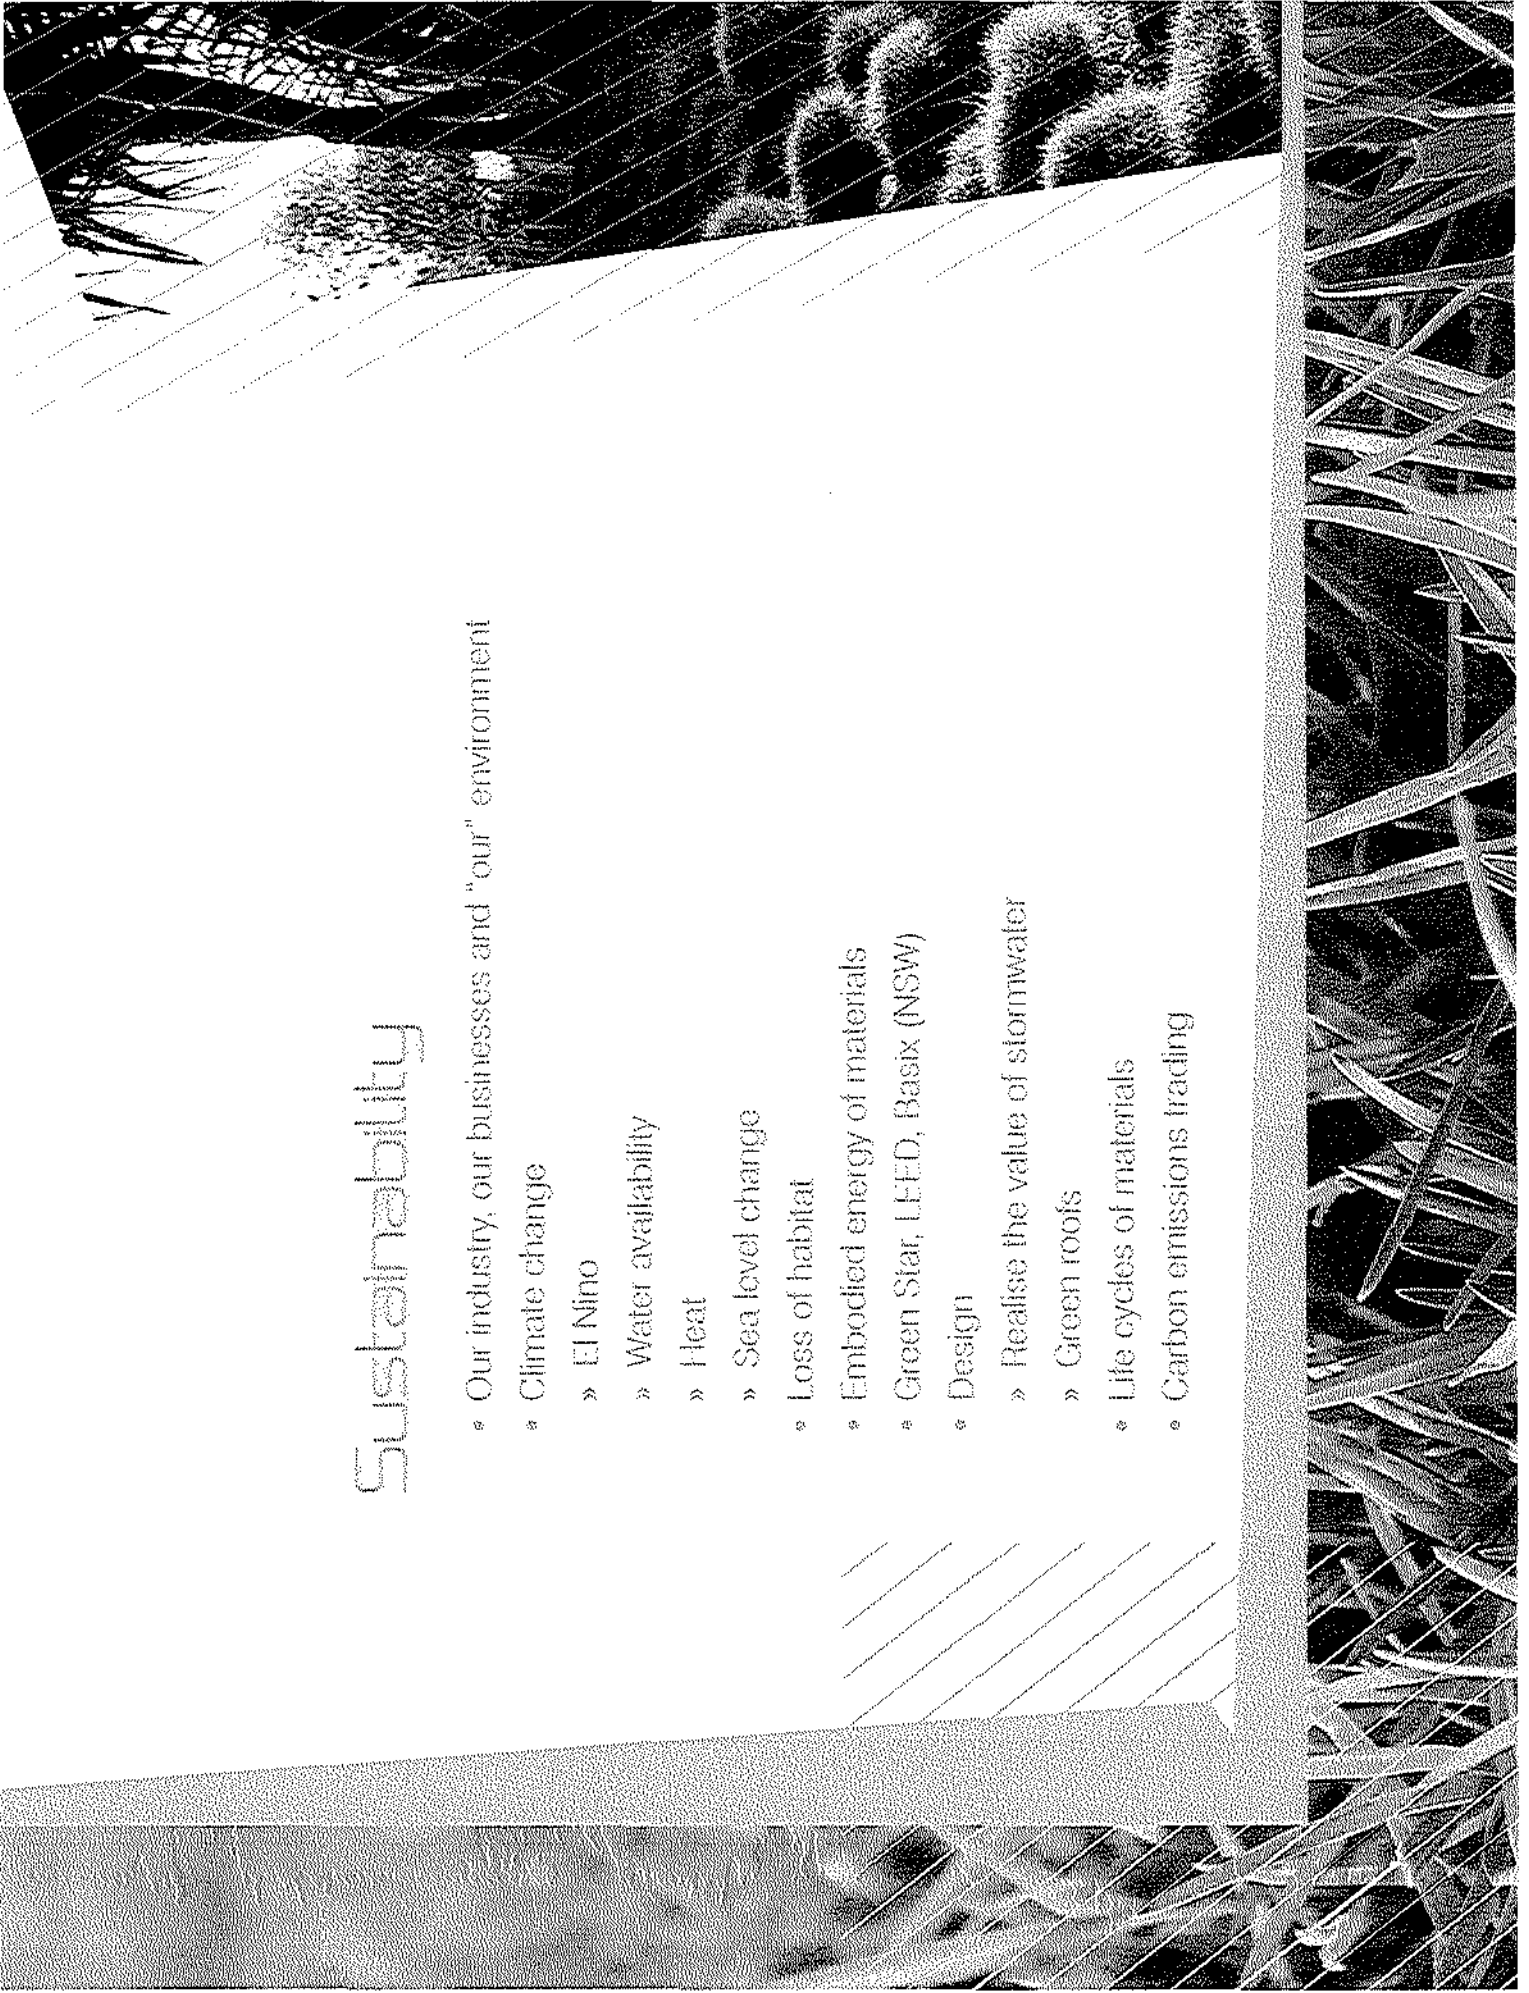 Sustainability
• Our industry, our businesses and "our" environment
• Climate change
» El Nino
» Water availability
» Heat
» Sea level change
• Loss of habitat
• Embodied energy of materials
• Green Star, LEED, Basix (NSW)
• Design
» Realise the value of stormwater
» Green roofs
• Life cycles of materials
• Carbon emissions trading